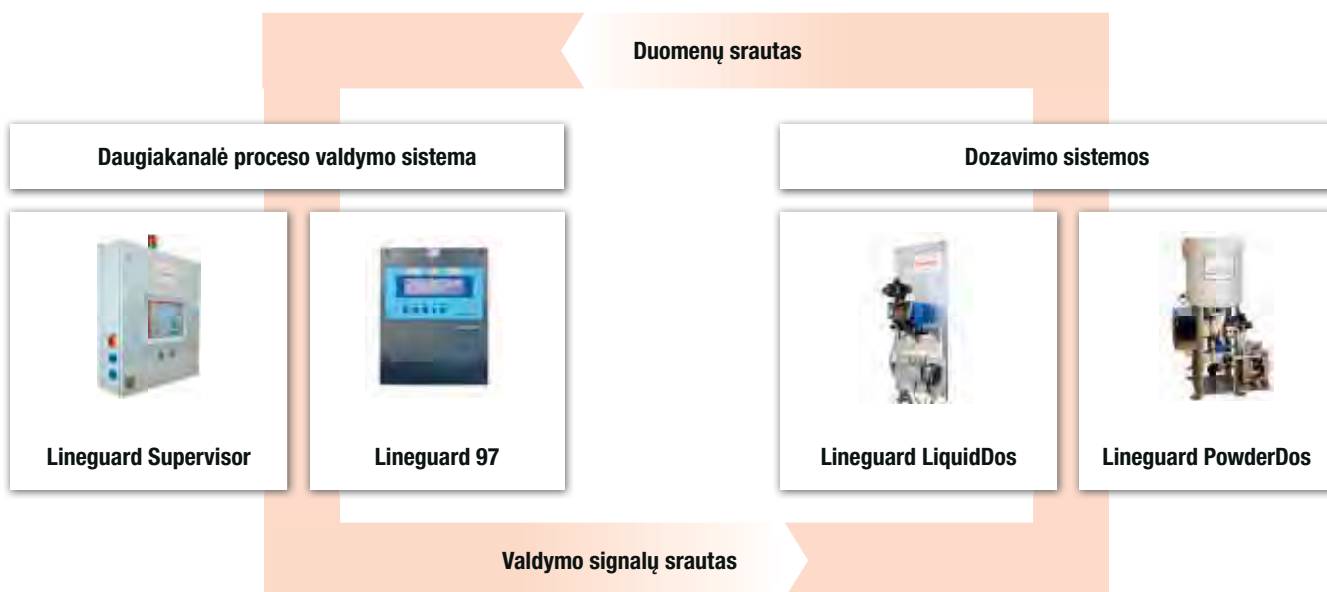 Duomenų srautas
Daugiakanalė proceso valdymo sistema
Dozavimo sistemos
Lineguard Supervisor
Lineguard 97
Lineguard LiquidDos
Lineguard PowderDos
Valdymo signalų srautas